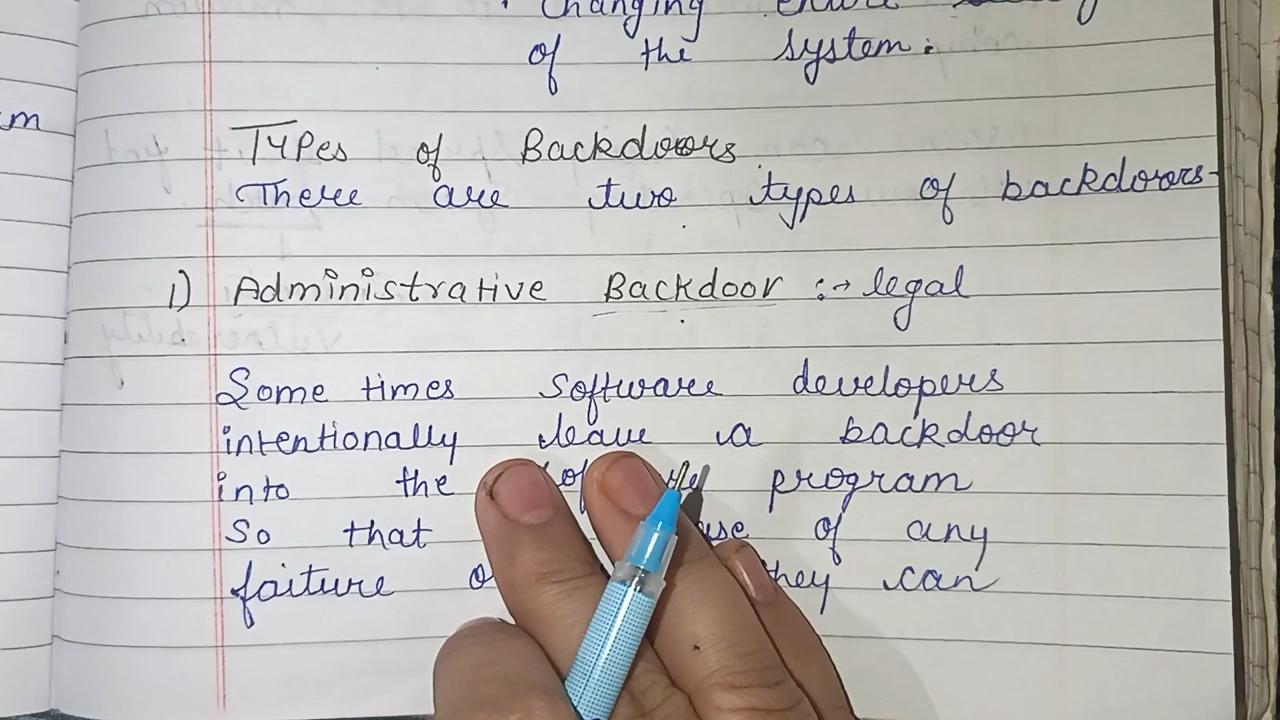 changing
of the system.
m
Types of Backdoors
There are two types of backdoors-
1) Administrative Backdoor :→ legal
Some times software developers
intentionally leave a backdoor
into the program
So that of any
faiture they can